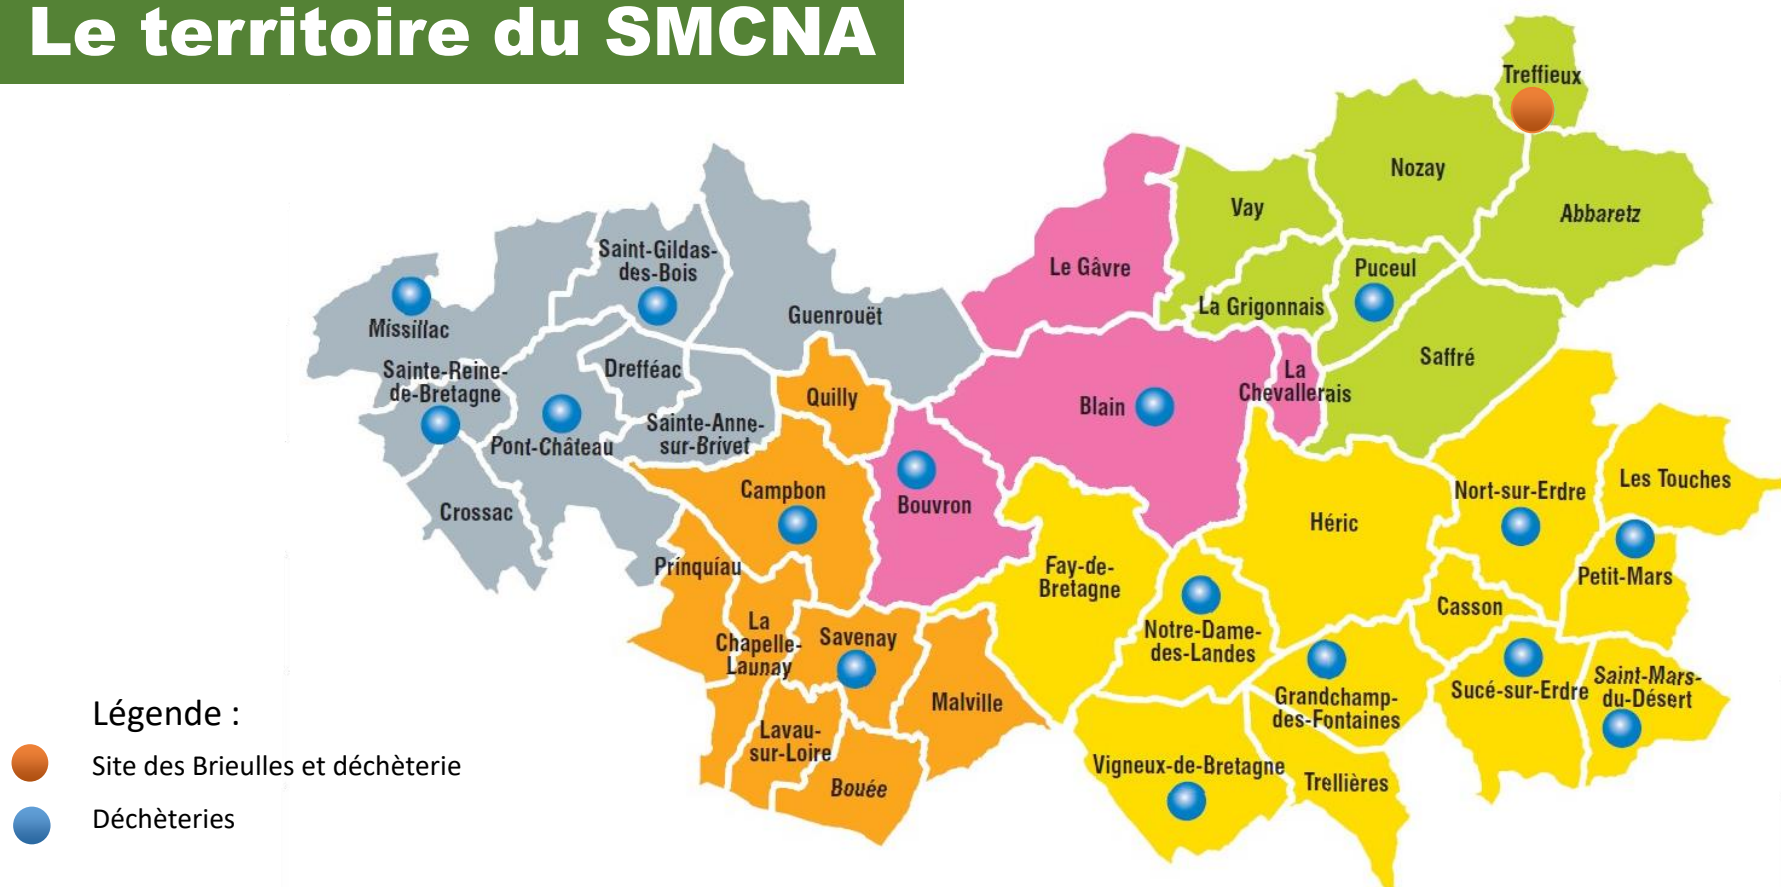 Le territoire du SMCNA
Treffieux
Nozay
Abbaretz
Vay
Le Gâvre
Puceul
La Grigonnais
Saffré
Saint-Gildas-
des-Bois
Guenrouët
Missillac
Drefféac
Sainte-Reine-
de-Bretagne
Quilly
La
Chevallerais
Blain
Sainte-Anne-
sur-Brivet
Pont-Château
Campbon
Bouvron
Crossac
Héric
Nort-sur-Erdre
Les Touches
Prinquiau
Fay-de-
Bretagne
Petit-Mars
Casson
La
Chapelle-
Launay
Savenay
Notre-Dame-
des-Landes
Malville
Grandchamp-
des-Fontaines
Sucé-sur-Erdre
Saint-Mars-
du-Désert
Lavau-
sur-Loire
Bouée
Vigneux-de-Bretagne
Trellières
Légende :
Site des Brieulles et déchèterie
Déchèteries